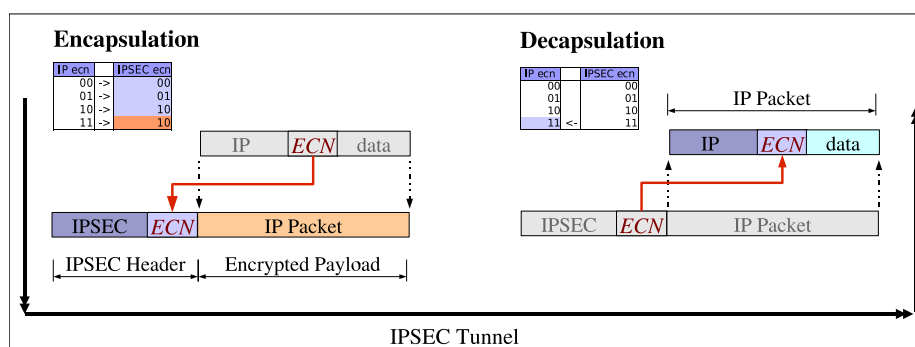 Encapsulation
IP ecn IPSEC ecn
00 -> 00
01 -> 01
10 -> 10
11 -> 10
IP ECN data
IPSEC ECN IP Packet
IPSEC Header Encrypted Payload
Decapsulation
IP ecn IPSEC ecn
00 00
01 01
10 10
11 <- 11
IP Packet
IP ECN data
IPSEC ECN IP Packet
IPSEC Tunnel